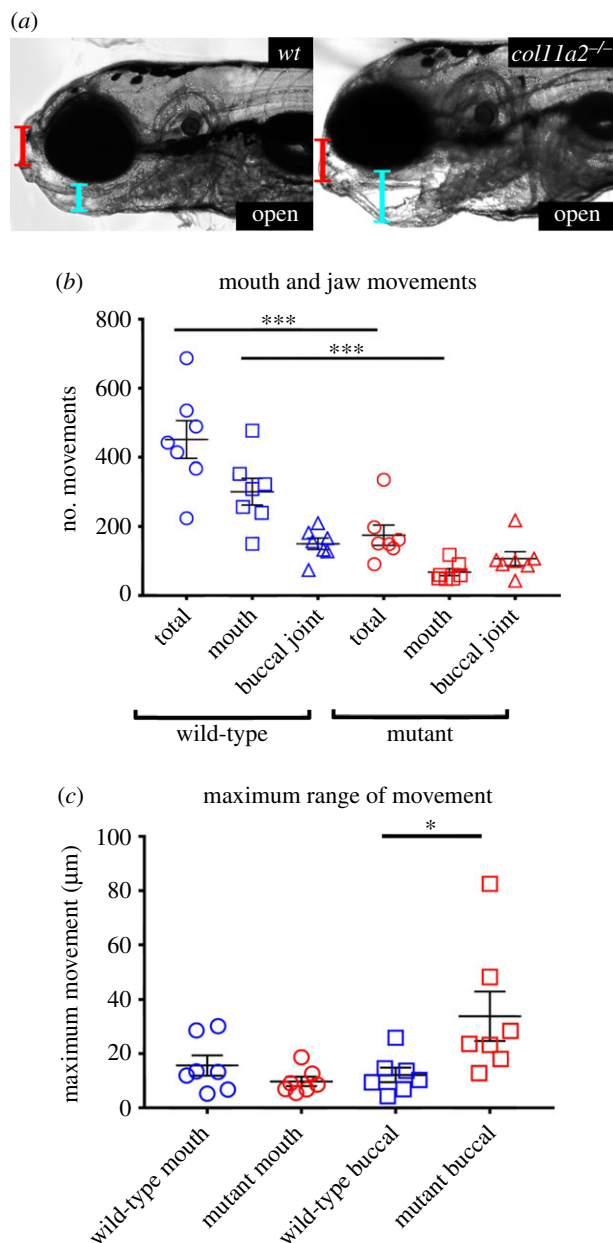 (a)
wt
col11a2–/–
open
open
(b) mouth and jaw movements
800
600
400
200
0
no. movements
***
***
total
mouth
buccal joint
total
mouth
buccal joint
wild-type
mutant
(c) maximum range of movement
100
80
60
40
20
0
maximum movement (µm)
*
wild-type mouth
mutant mouth
wild-type buccal
mutant buccal